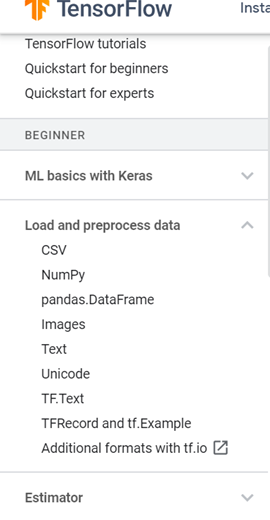 TensorFlow
Insta
TensorFlow tutorials
Quickstart for beginners
Quickstart for experts
BEGINNER
ML basics with Keras
Load and preprocess data
CSV
NumPy
pandas.DataFrame
Images
Text
Unicode
TF.Text
TFRecord and tf.Example
Additional formats with tf.io
Estimator